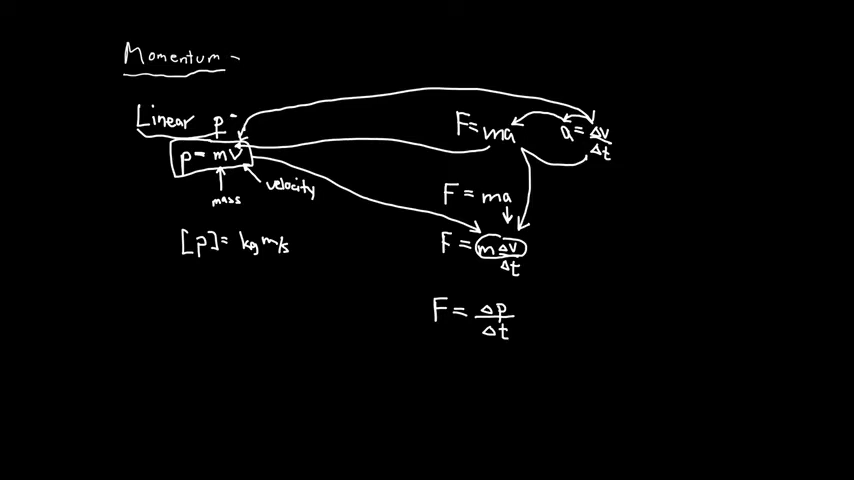 Momentum -
Linear p -
p = mv
mass
velocity
[p] = kg m/s
F = ma
a = Δv/Δt
F = ma
F = mΔv/Δt
F = Δp/Δt